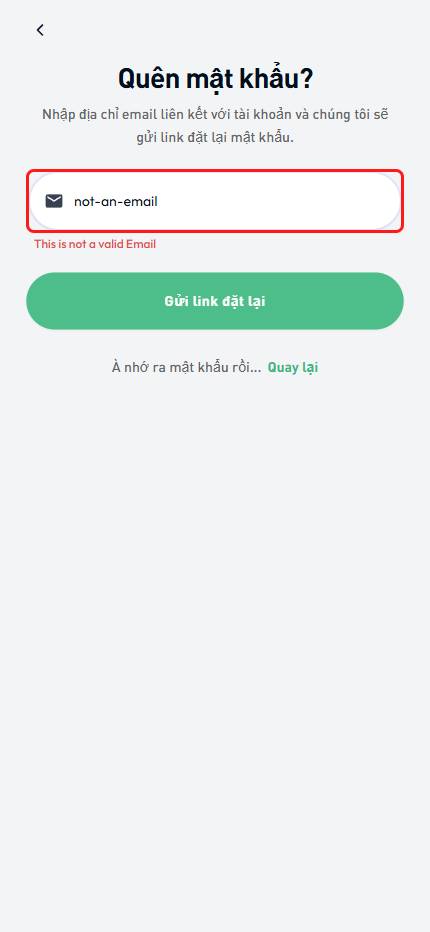 Quên mật khẩu?
Nhập địa chỉ email liên kết với tài khoản và chúng tôi sẽ
gửi link đặt lại mật khẩu.
not-an-email
This is not a valid Email
Gửi link đặt lại
À nhớ ra mật khẩu rồi... Quay lại